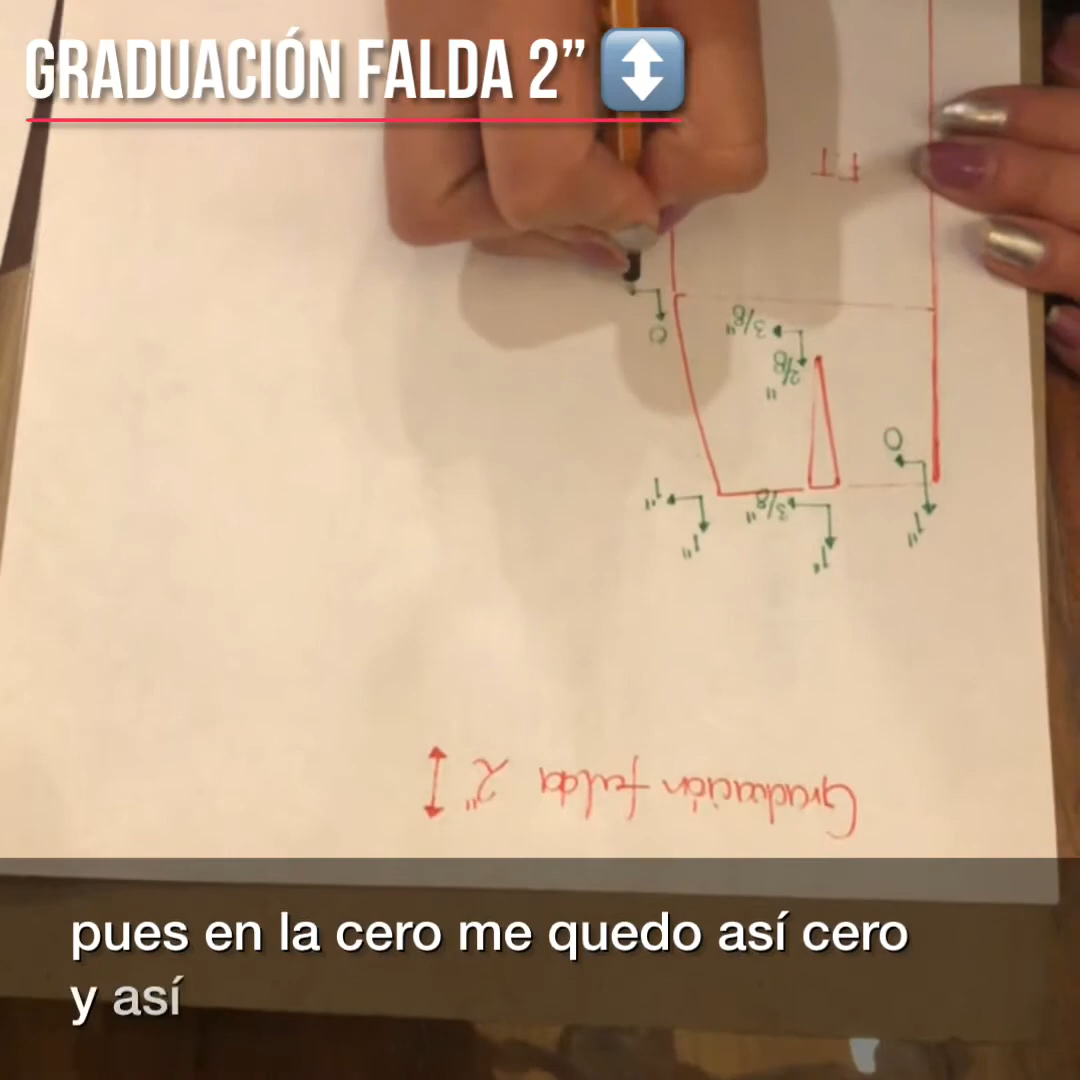 GRADUACIÓN FALDA 2” ↕️
FT
0
3/8"
2/8"
0
1"
1"
3/8"
1"
1"
Graduación falda 2" ↕
pues en la cero me quedo así cero
y así